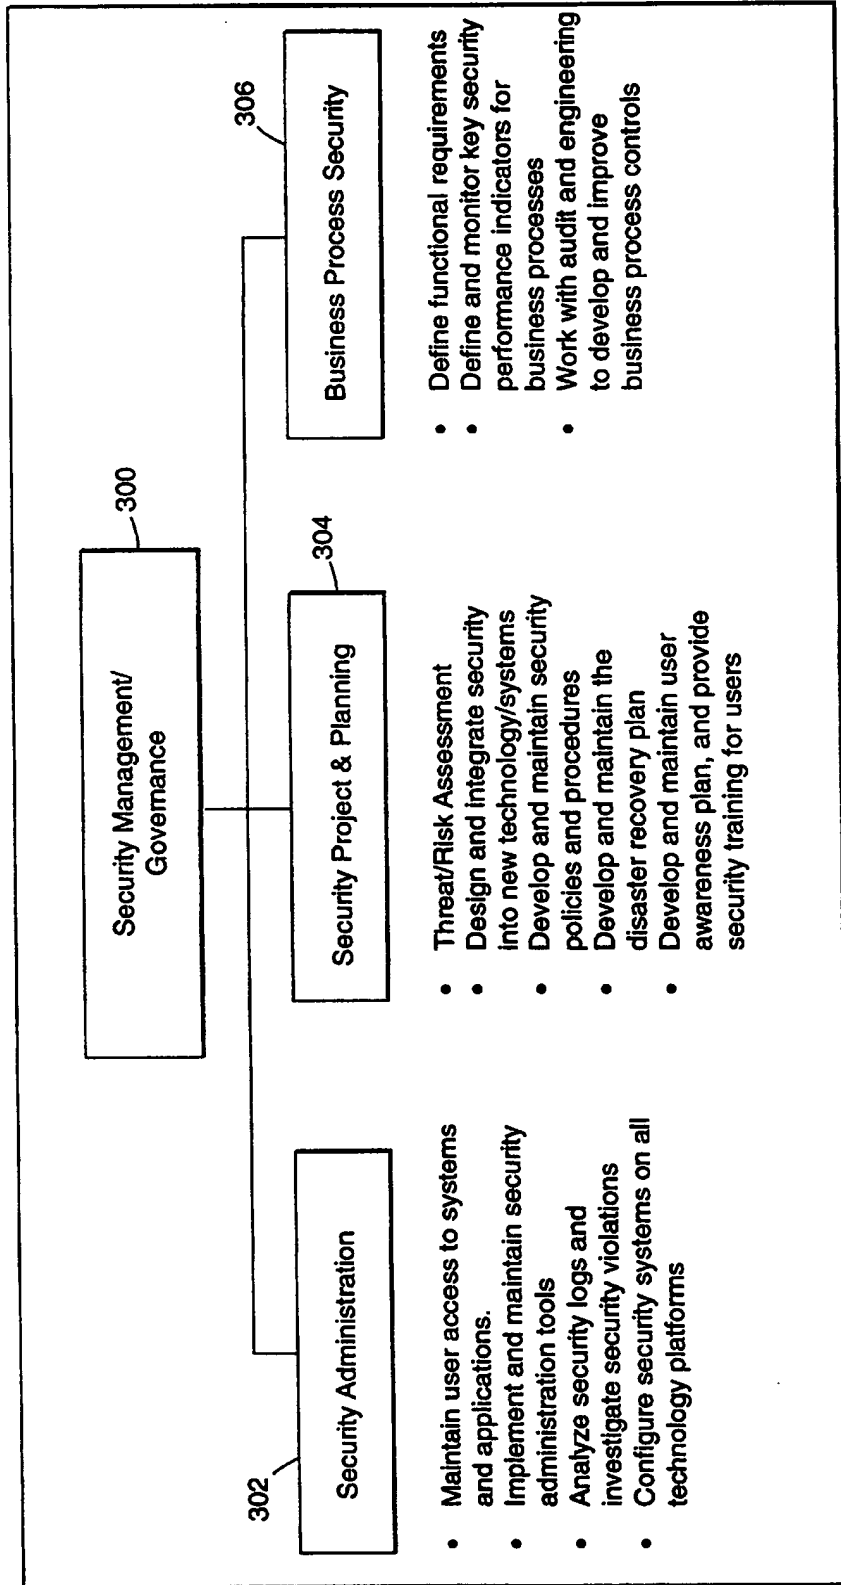 Security Management/
Governance
300
302
Security Administration
• Maintain user access to systems
and applications.
• Implement and maintain security
administration tools
• Analyze security logs and
investigate security violations
• Configure security systems on all
technology platforms
304
Security Project & Planning
• Threat/Risk Assessment
• Design and integrate security
into new technology/systems
• Develop and maintain security
policies and procedures
• Develop and maintain the
disaster recovery plan
• Develop and maintain user
awareness plan, and provide
security training for users
306
Business Process Security
• Define functional requirements
• Define and monitor key security
performance indicators for
business processes
• Work with audit and engineering
to develop and improve
business process controls